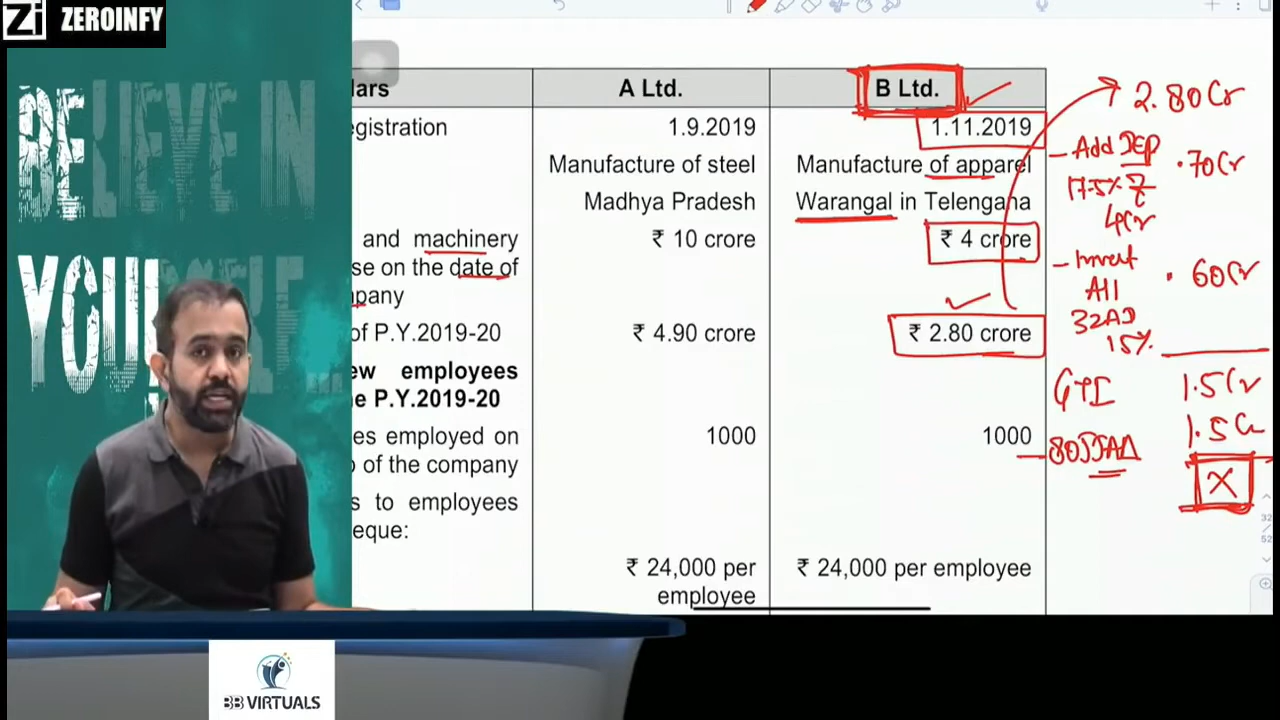 Zi ZEROINFY
BELIEVE IN
YOURSELF...
lars A Ltd. B Ltd.
egistration 1.9.2019 1.11.2019
Manufacture of steel Manufacture of apparel
Madhya Pradesh Warangal in Telengana
and machinery ₹ 10 crore ₹ 4 crore
se on the date of
pany
of P.Y.2019-20 ₹ 4.90 crore ₹ 2.80 crore
ew employees
e P.Y.2019-20
es employed on 1000 1000
p of the company
s to employees
eque:
₹ 24,000 per ₹ 24,000 per employee
employee
2.80 Cr
- Add DEP .70Cr
17.5%
4Cr
- Invest .60Cr
All
32AD
15%
GTI 1.5Cr
- 80JJAA 1.5Cr
X
32
52
BB VIRTUALS